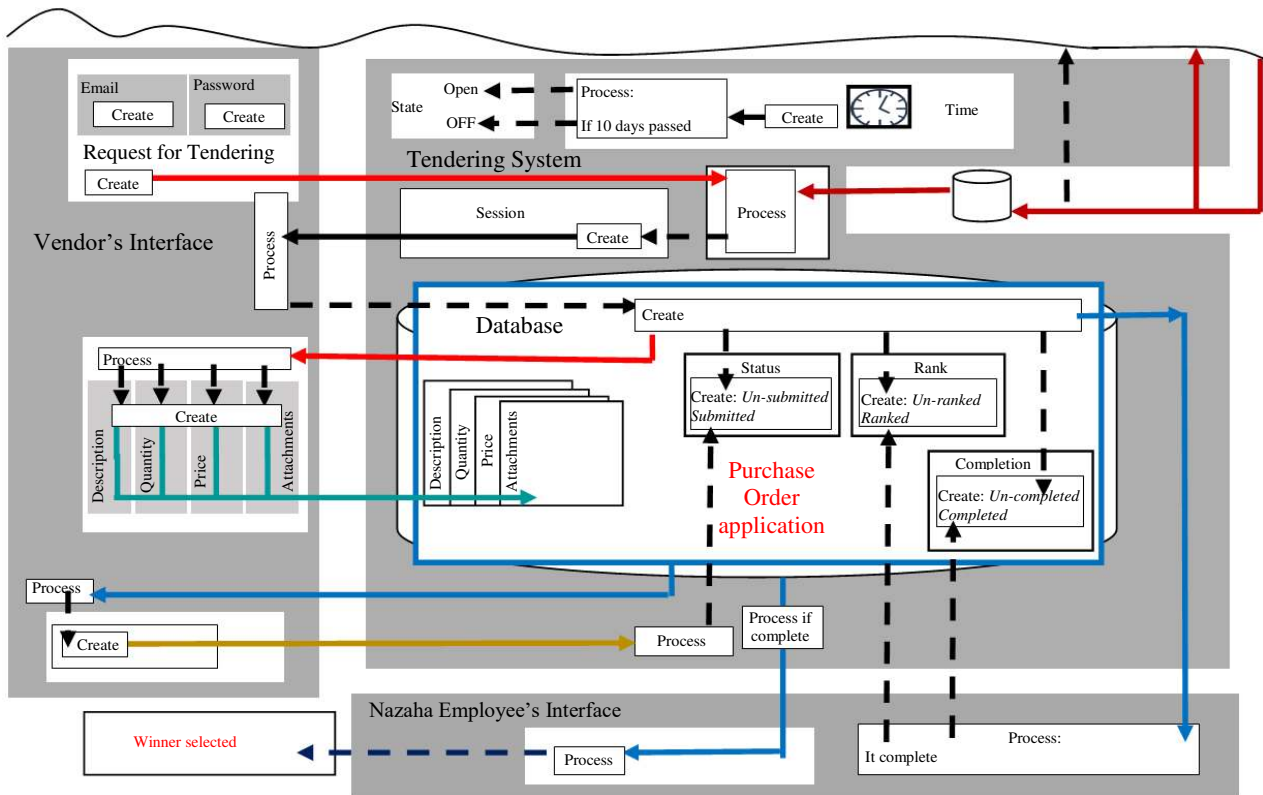 Email
Create
Password
Create
Request for Tendering
Create
Vendor's Interface
Process
State
Open
OFF
Process:
If 10 days passed
Create
Time
Tendering System
Session
Create
Process
Database
Create
Process
Create
Description
Quantity
Price
Attachments
Description
Quantity
Price
Attachments
Status
Create: Un-submitted
Submitted
Rank
Create: Un-ranked
Ranked
Completion
Create: Un-completed
Completed
Purchase
Order
application
Process
Create
Process
Process if
complete
Nazaha Employee's Interface
Winner selected
Process
Process:
It complete